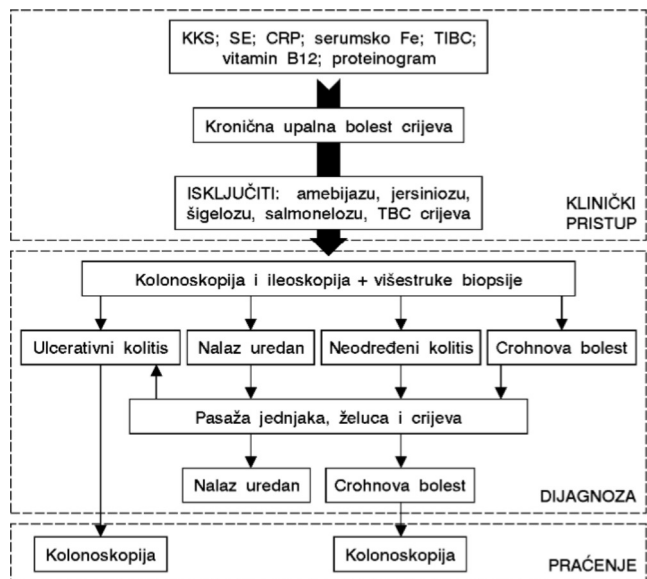 KKS; SE; CRP; serumsko Fe; TIBC;
vitamin B12; proteinogram
Kronična upalna bolest crijeva
ISKLJUČITI: amebijazu, jersiniozu,
šigelozu, salmonelozu, TBC crijeva
KLINIČKI
PRISTUP
Kolonoskopija i ileoskopija + višestruke biopsije
Ulcerativni kolitis
Nalaz uredan
Neodređeni kolitis
Crohnova bolest
Pasaža jednjaka, želuca i crijeva
Nalaz uredan
Crohnova bolest
DIJAGNOZA
Kolonoskopija
Kolonoskopija
PRAĆENJE